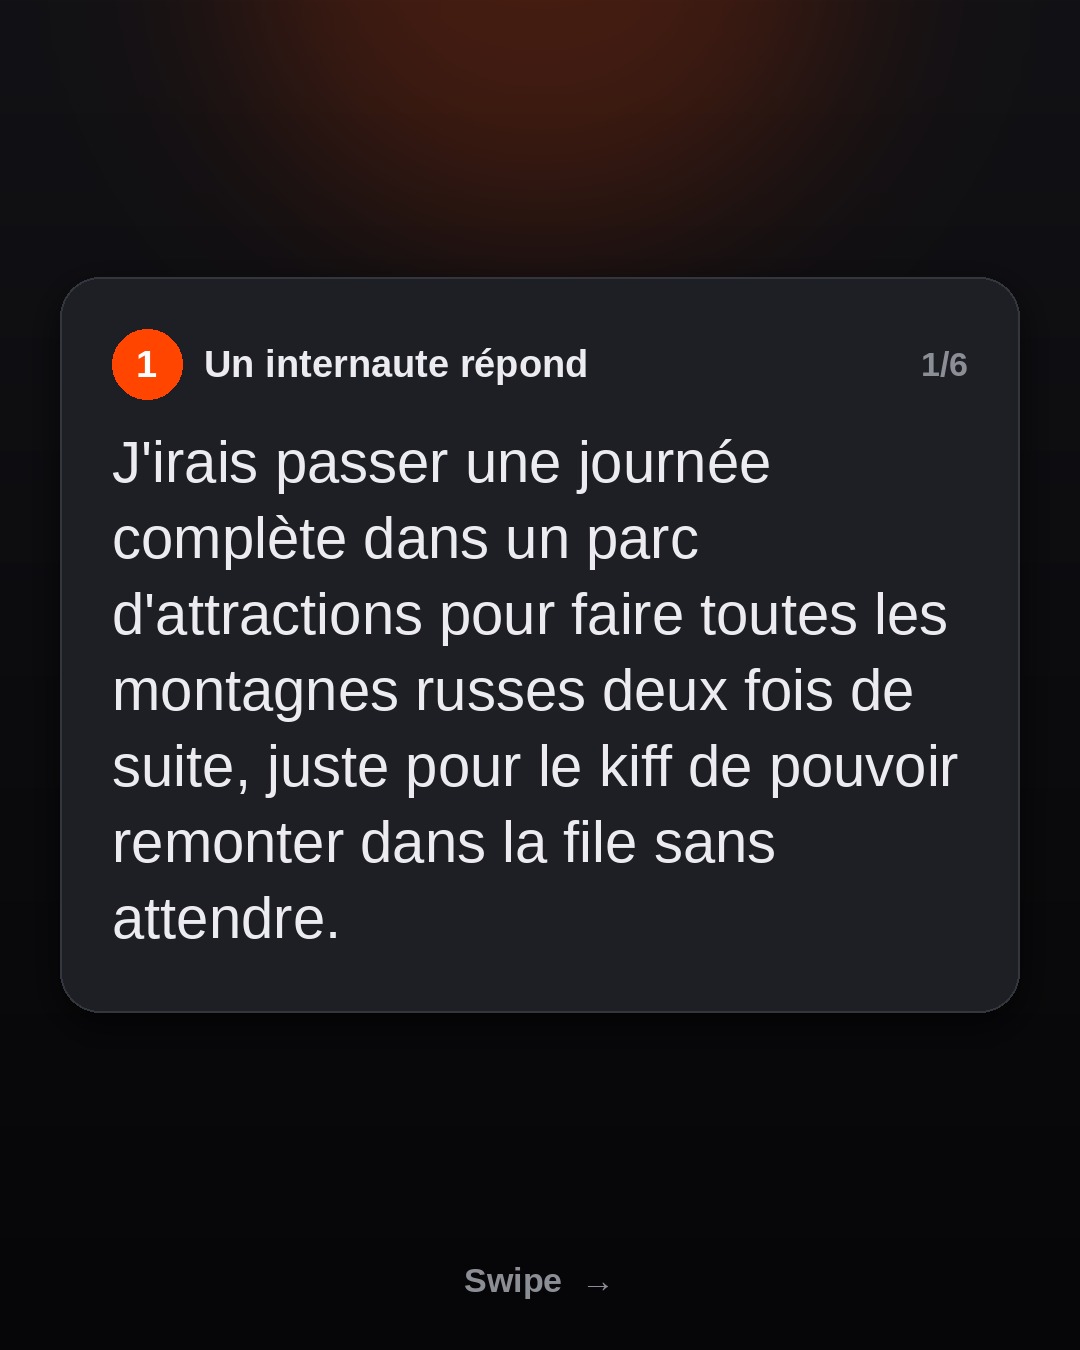 1 Un internaute répond 1/6
J'irais passer une journée
complète dans un parc
d'attractions pour faire toutes les
montagnes russes deux fois de
suite, juste pour le kiff de pouvoir
remonter dans la file sans
attendre.
Swipe →